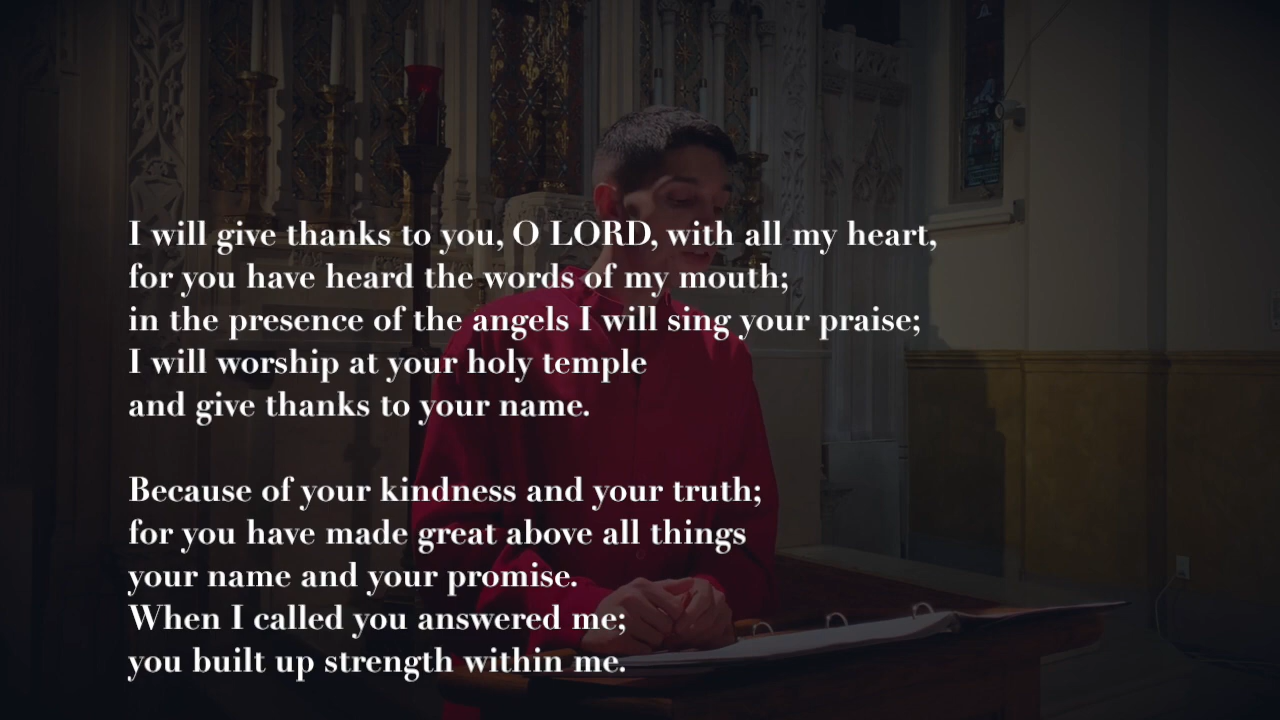 I will give thanks to you, O LORD, with all my heart,
for you have heard the words of my mouth;
in the presence of the angels I will sing your praise;
I will worship at your holy temple
and give thanks to your name.
Because of your kindness and your truth;
for you have made great above all things
your name and your promise.
When I called you answered me;
you built up strength within me.